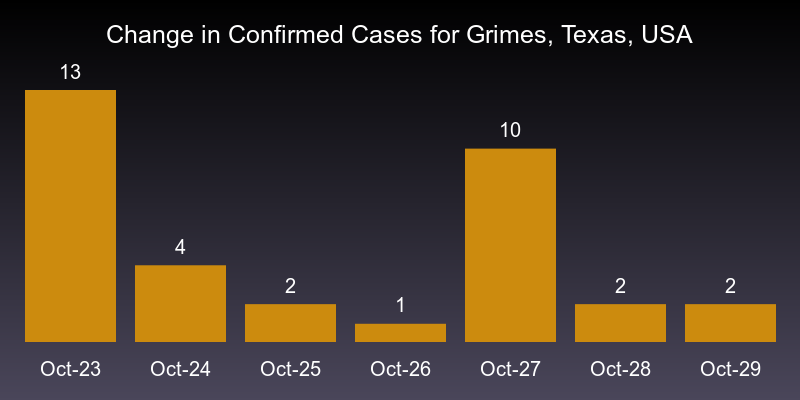 Change in Confirmed Cases for Grimes, Texas, USA
13
4
2
1
10
2
2
Oct-23
Oct-24
Oct-25
Oct-26
Oct-27
Oct-28
Oct-29